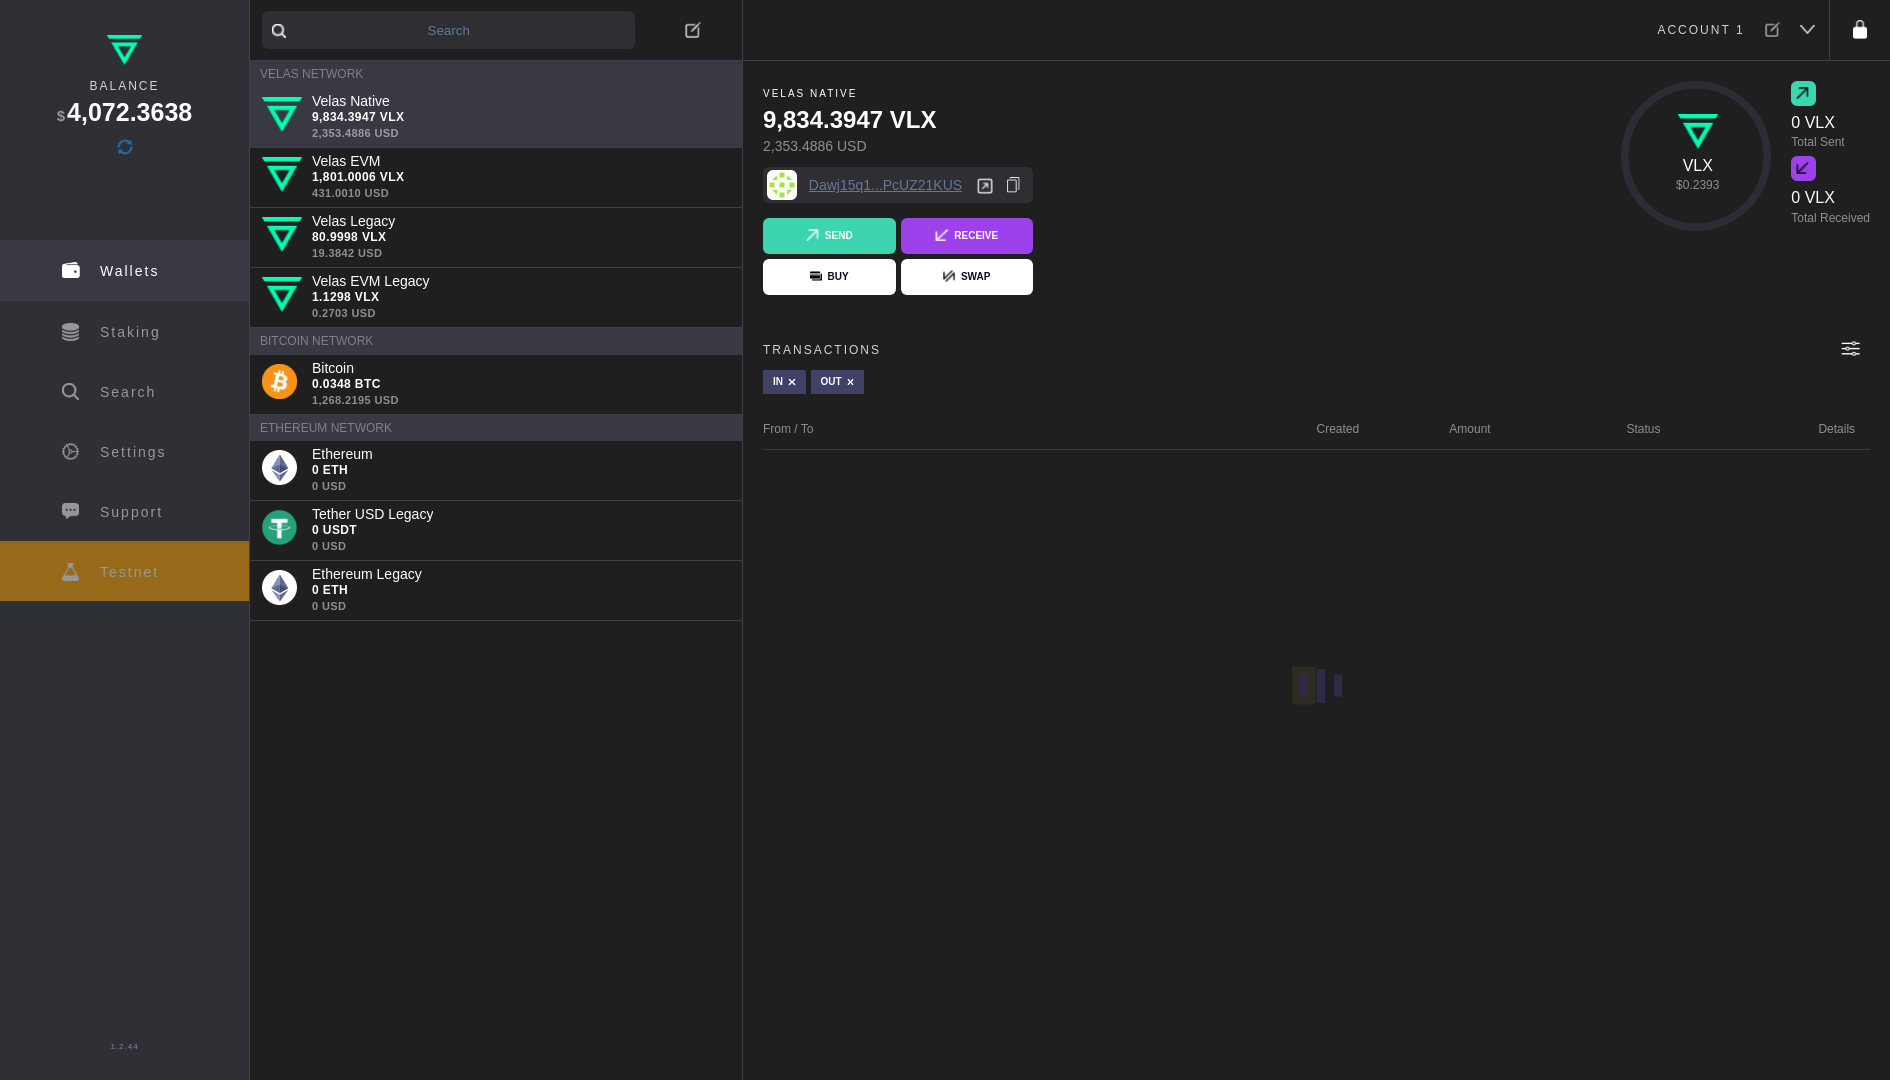 BALANCE
$4,072.3638
Wallets
Staking
Search
Settings
Support
Testnet
1.2.44
Search
VELAS NETWORK
Velas Native
9,834.3947 VLX
2,353.4886 USD
Velas EVM
1,801.0006 VLX
431.0010 USD
Velas Legacy
80.9998 VLX
19.3842 USD
Velas EVM Legacy
1.1298 VLX
0.2703 USD
BITCOIN NETWORK
Bitcoin
0.0348 BTC
1,268.2195 USD
ETHEREUM NETWORK
Ethereum
0 ETH
0 USD
Tether USD Legacy
0 USDT
0 USD
Ethereum Legacy
0 ETH
0 USD
ACCOUNT 1
VELAS NATIVE
9,834.3947 VLX
2,353.4886 USD
Dawj15q1...PcUZ21KUS
SEND
RECEIVE
BUY
SWAP
VLX
$0.2393
0 VLX
Total Sent
0 VLX
Total Received
TRANSACTIONS
IN ×
OUT ×
From / To Created Amount Status Details